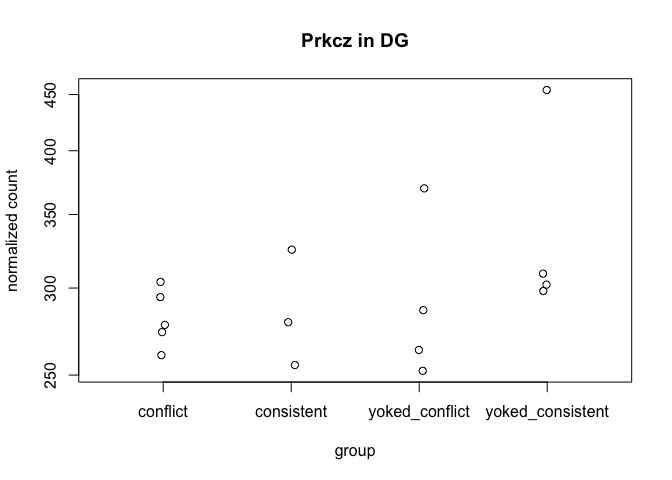 Prkcz in DG
normalized count
450
400
350
300
250
conflict consistent yoked_conflict yoked_consistent
group